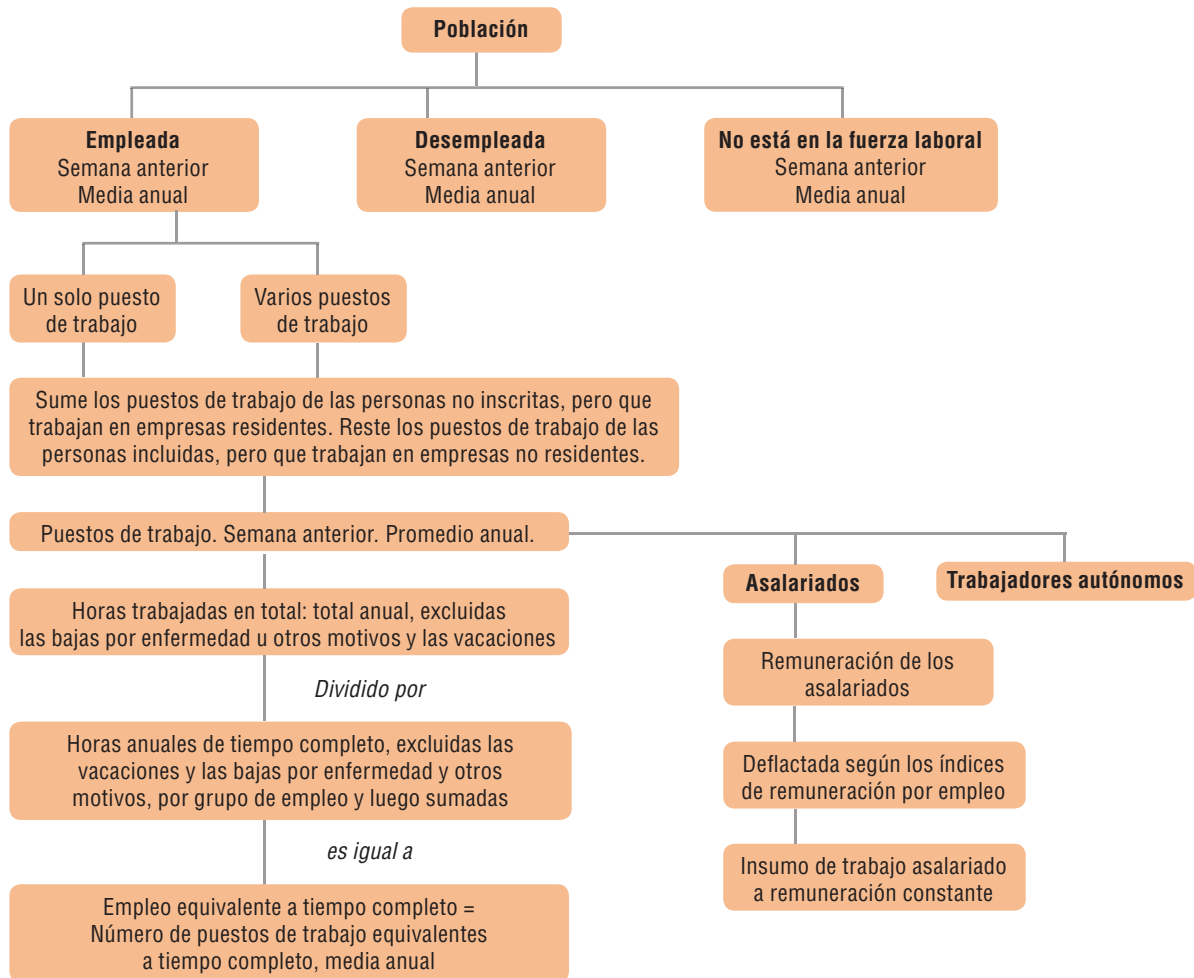 Población
Empleada
Semana anterior
Media anual
Desempleada
Semana anterior
Media anual
No está en la fuerza laboral
Semana anterior
Media anual
Un solo puesto
de trabajo
Varios puestos
de trabajo
Sume los puestos de trabajo de las personas no inscritas, pero que
trabajan en empresas residentes. Reste los puestos de trabajo de las
personas incluidas, pero que trabajan en empresas no residentes.
Puestos de trabajo. Semana anterior. Promedio anual.
Asalariados
Trabajadores autónomos
Horas trabajadas en total: total anual, excluidas
las bajas por enfermedad u otros motivos y las vacaciones
Dividido por
Horas anuales de tiempo completo, excluidas las
vacaciones y las bajas por enfermedad y otros
motivos, por grupo de empleo y luego sumadas
es igual a
Empleo equivalente a tiempo completo =
Número de puestos de trabajo equivalentes
a tiempo completo, media anual
Remuneración de los
asalariados
Deflactada según los índices
de remuneración por empleo
Insumo de trabajo asalariado
a remuneración constante